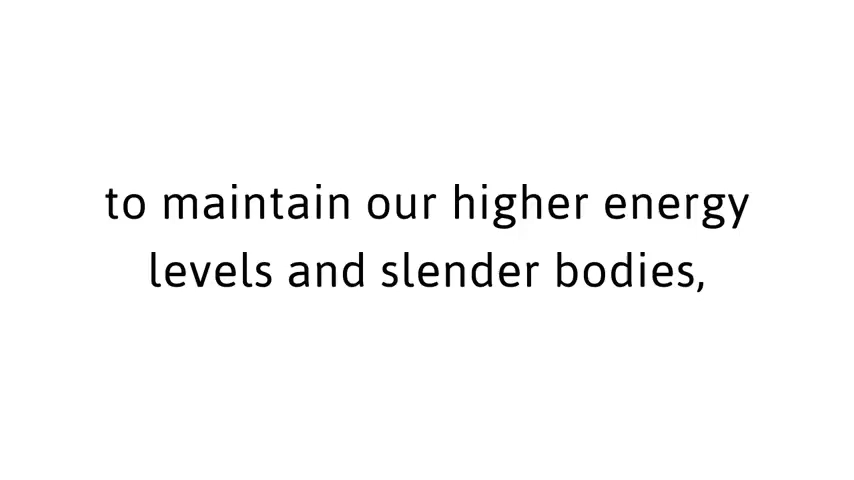 to maintain our higher energy
levels and slender bodies,